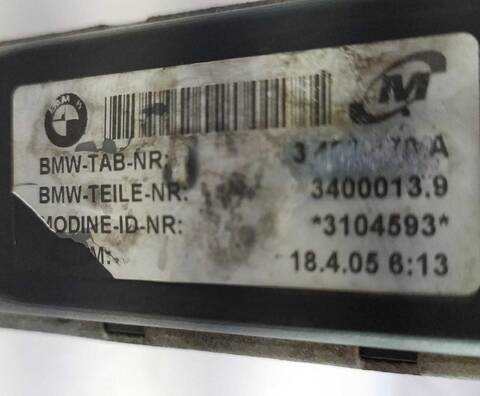 BMW
M
BMW-TAB-NR: A
BMW-TEILE-NR: 3400013.9
MODINE-ID-NR: *3104593*
M: 18.4.05 6:13